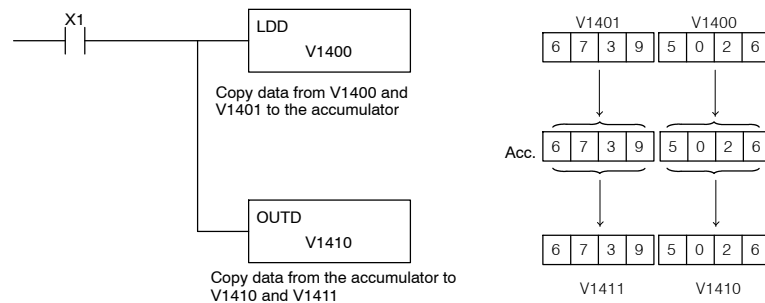 X1
LDD
V1400
Copy data from V1400 and
V1401 to the accumulator
OUTD
V1410
Copy data from the accumulator to
V1410 and V1411
V1401 V1400
6 7 3 9 5 0 2 6
Acc. 6 7 3 9 5 0 2 6
6 7 3 9 5 0 2 6
V1411 V1410